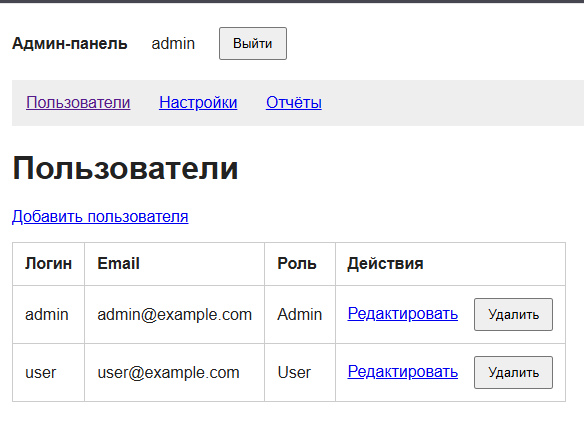 Админ-панель admin Выйти
Пользователи Настройки Отчёты
Пользователи
Добавить пользователя
Логин Email Роль Действия
admin admin@example.com Admin Редактировать Удалить
user user@example.com User Редактировать Удалить